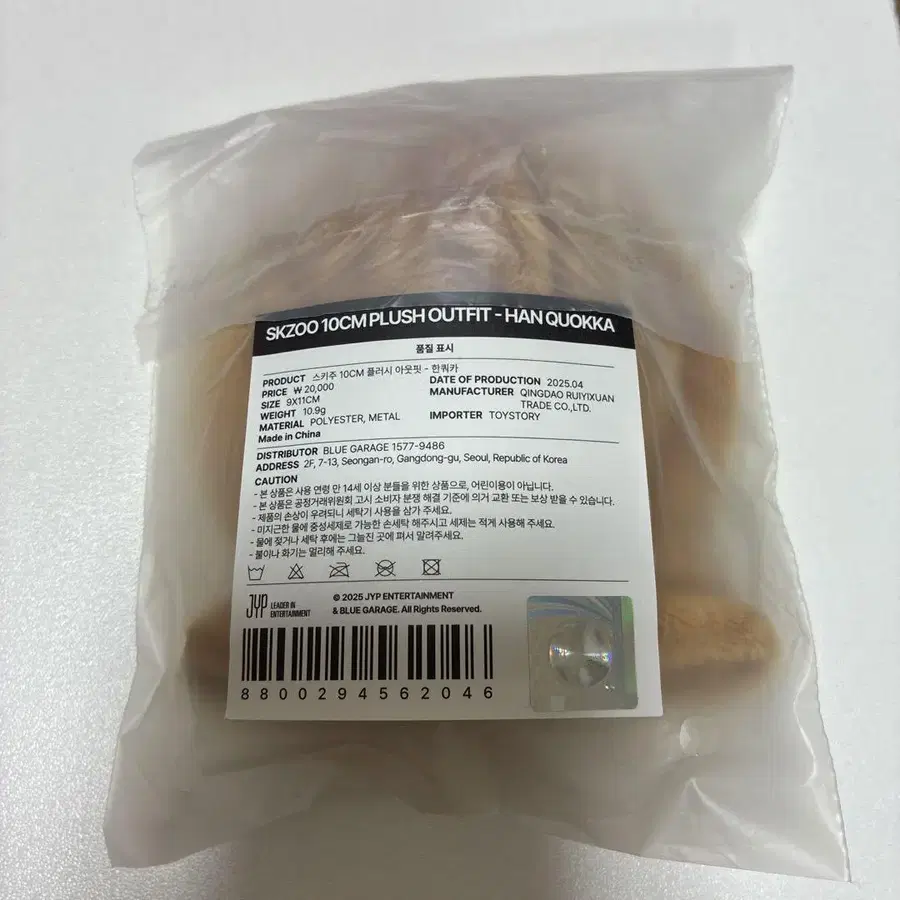 SKZOO 10CM PLUSH OUTFIT - HAN QUOKKA
품질 표시
PRODUCT 스키주 10CM 플러시 아웃핏 - 한쿼카
PRICE ₩ 20,000
SIZE 9X11CM
WEIGHT 10.9g
MATERIAL POLYESTER, METAL
Made in China
DATE OF PRODUCTION 2025.04
MANUFACTURER QINGDAO RUIYIXUAN
TRADE CO.,LTD.
IMPORTER TOYSTORY
DISTRIBUTOR BLUE GARAGE 1577-9486
ADDRESS 2F, 7-13, Seongan-ro, Gangdong-gu, Seoul, Republic of Korea
CAUTION
- 본 상품은 사용 연령 만 14세 이상 분들을 위한 상품으로, 어린이용이 아닙니다.
- 본 상품은 공정거래위원회 고시 소비자 분쟁 해결 기준에 의거 교환 또는 보상 받을 수 있습니다.
- 제품의 손상이 우려되니 세탁기 사용을 삼가 주세요.
- 미지근한 물에 중성세제로 가능한 손세탁 해주시고 세제는 적게 사용해 주세요.
- 물에 젖거나 세탁 후에는 그늘진 곳에 펴서 말려주세요.
- 불이나 화기는 멀리해 주세요.
JYP LEADER IN
ENTERTAINMENT
© 2025 JYP ENTERTAINMENT
& BLUE GARAGE. All Rights Reserved.
8800294562046